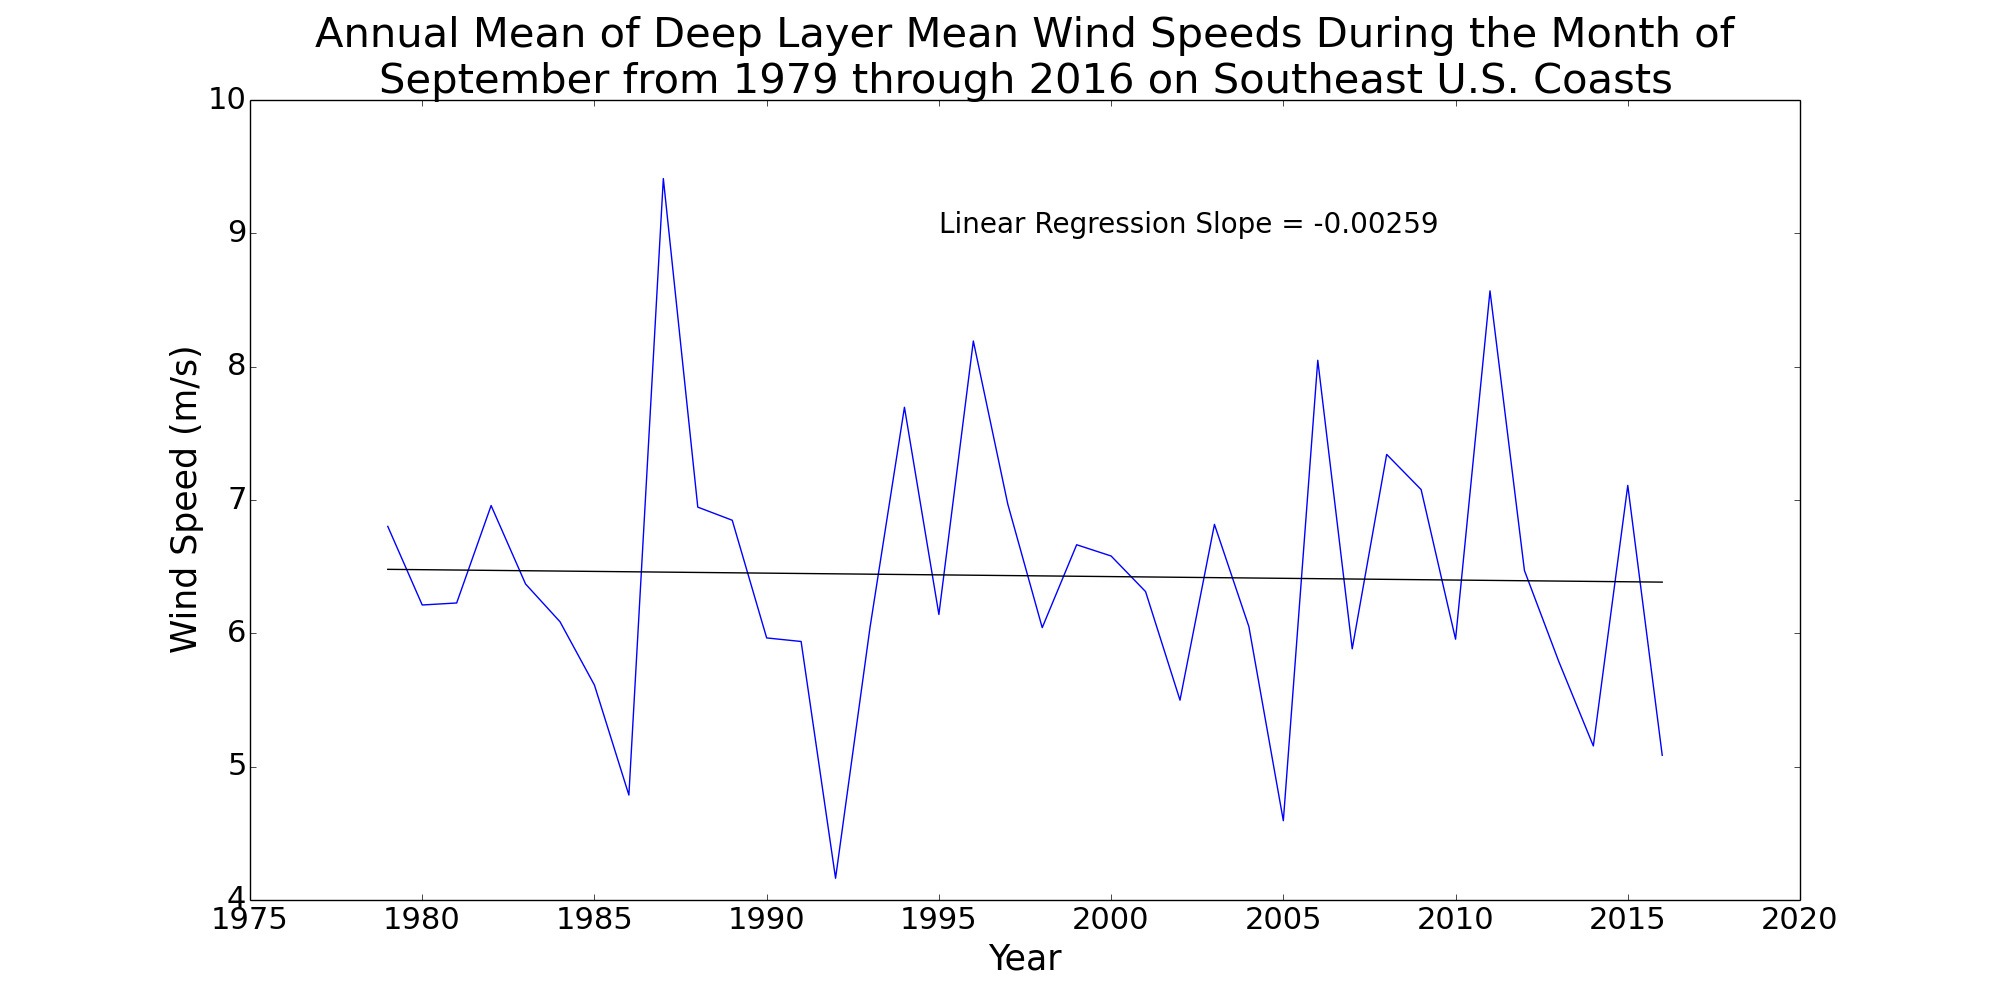 Annual Mean of Deep Layer Mean Wind Speeds During the Month of
September from 1979 through 2016 on Southeast U.S. Coasts
10
9
8
7
6
5
4
Wind Speed (m/s)
Linear Regression Slope = -0.00259
1975 1980 1985 1990 1995 2000 2005 2010 2015 2020
Year